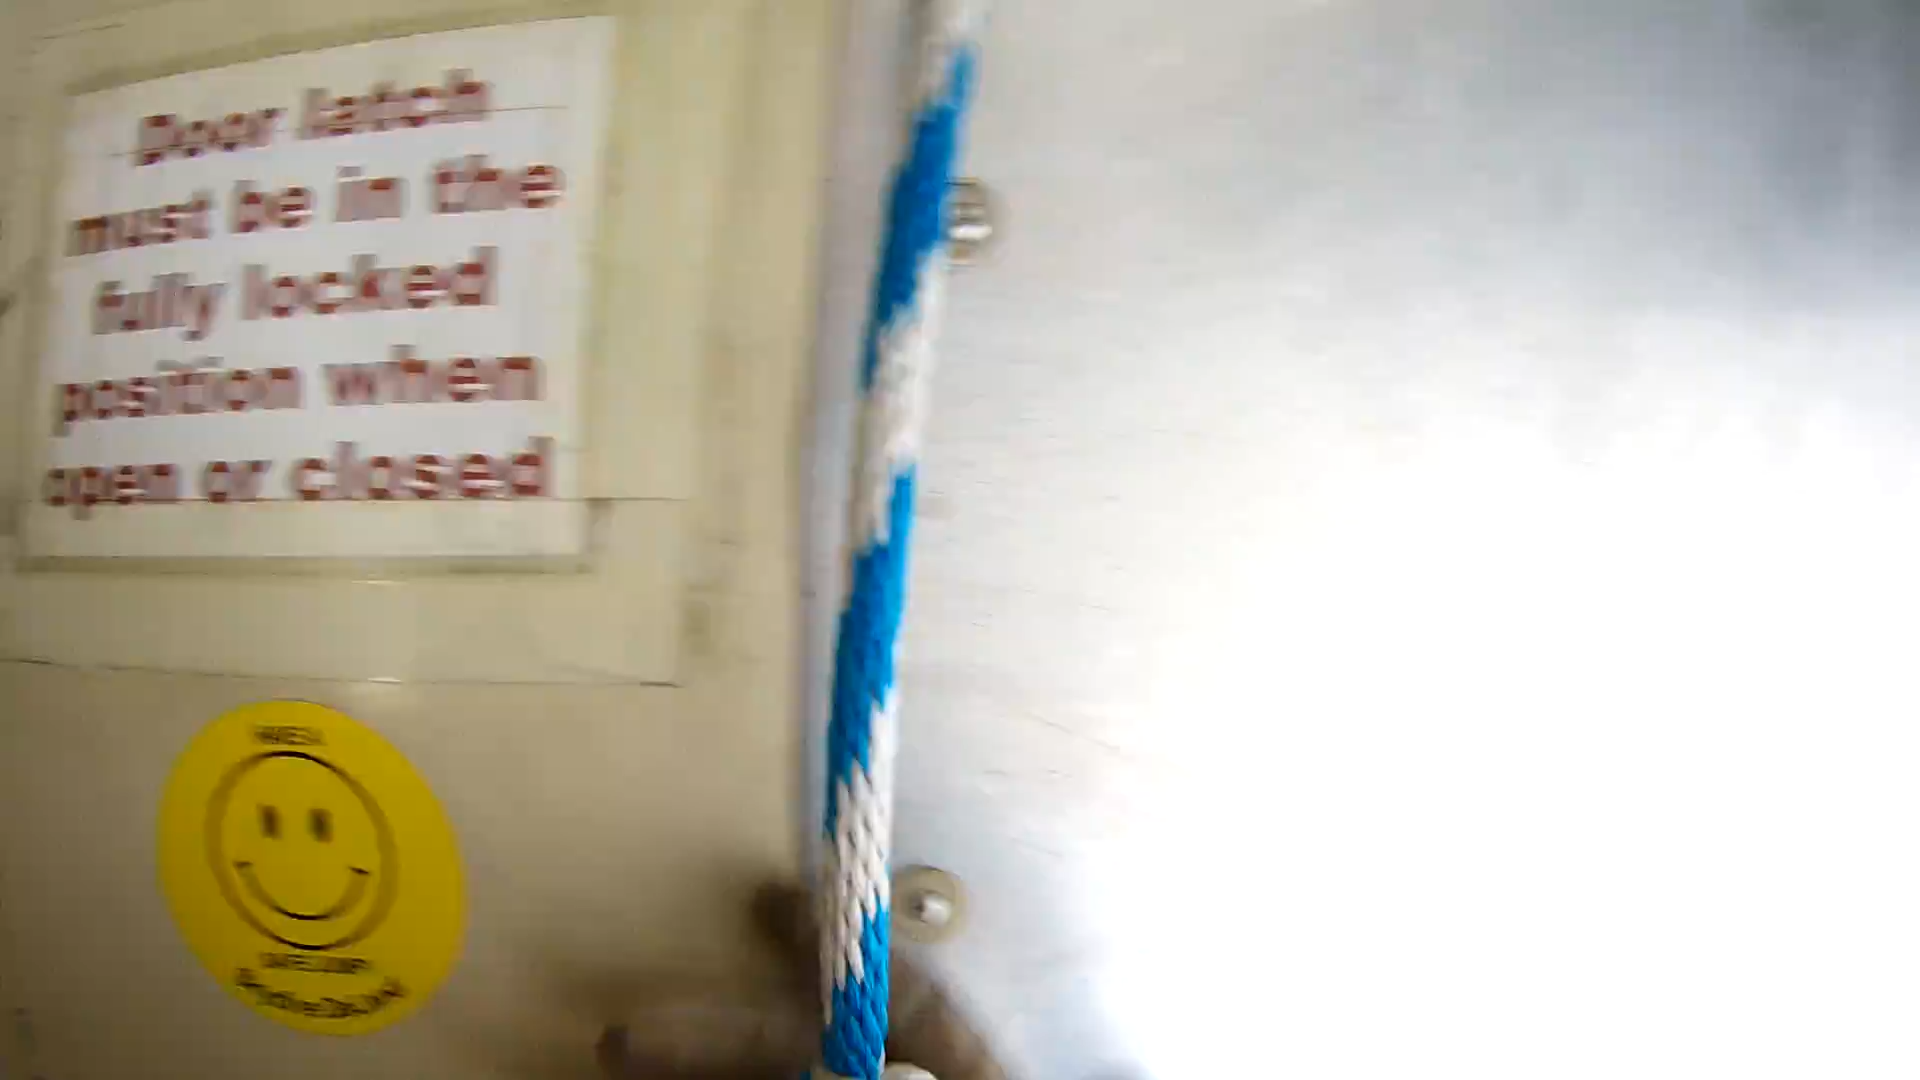 Door latch
must be in the
fully locked
position when
open or closed